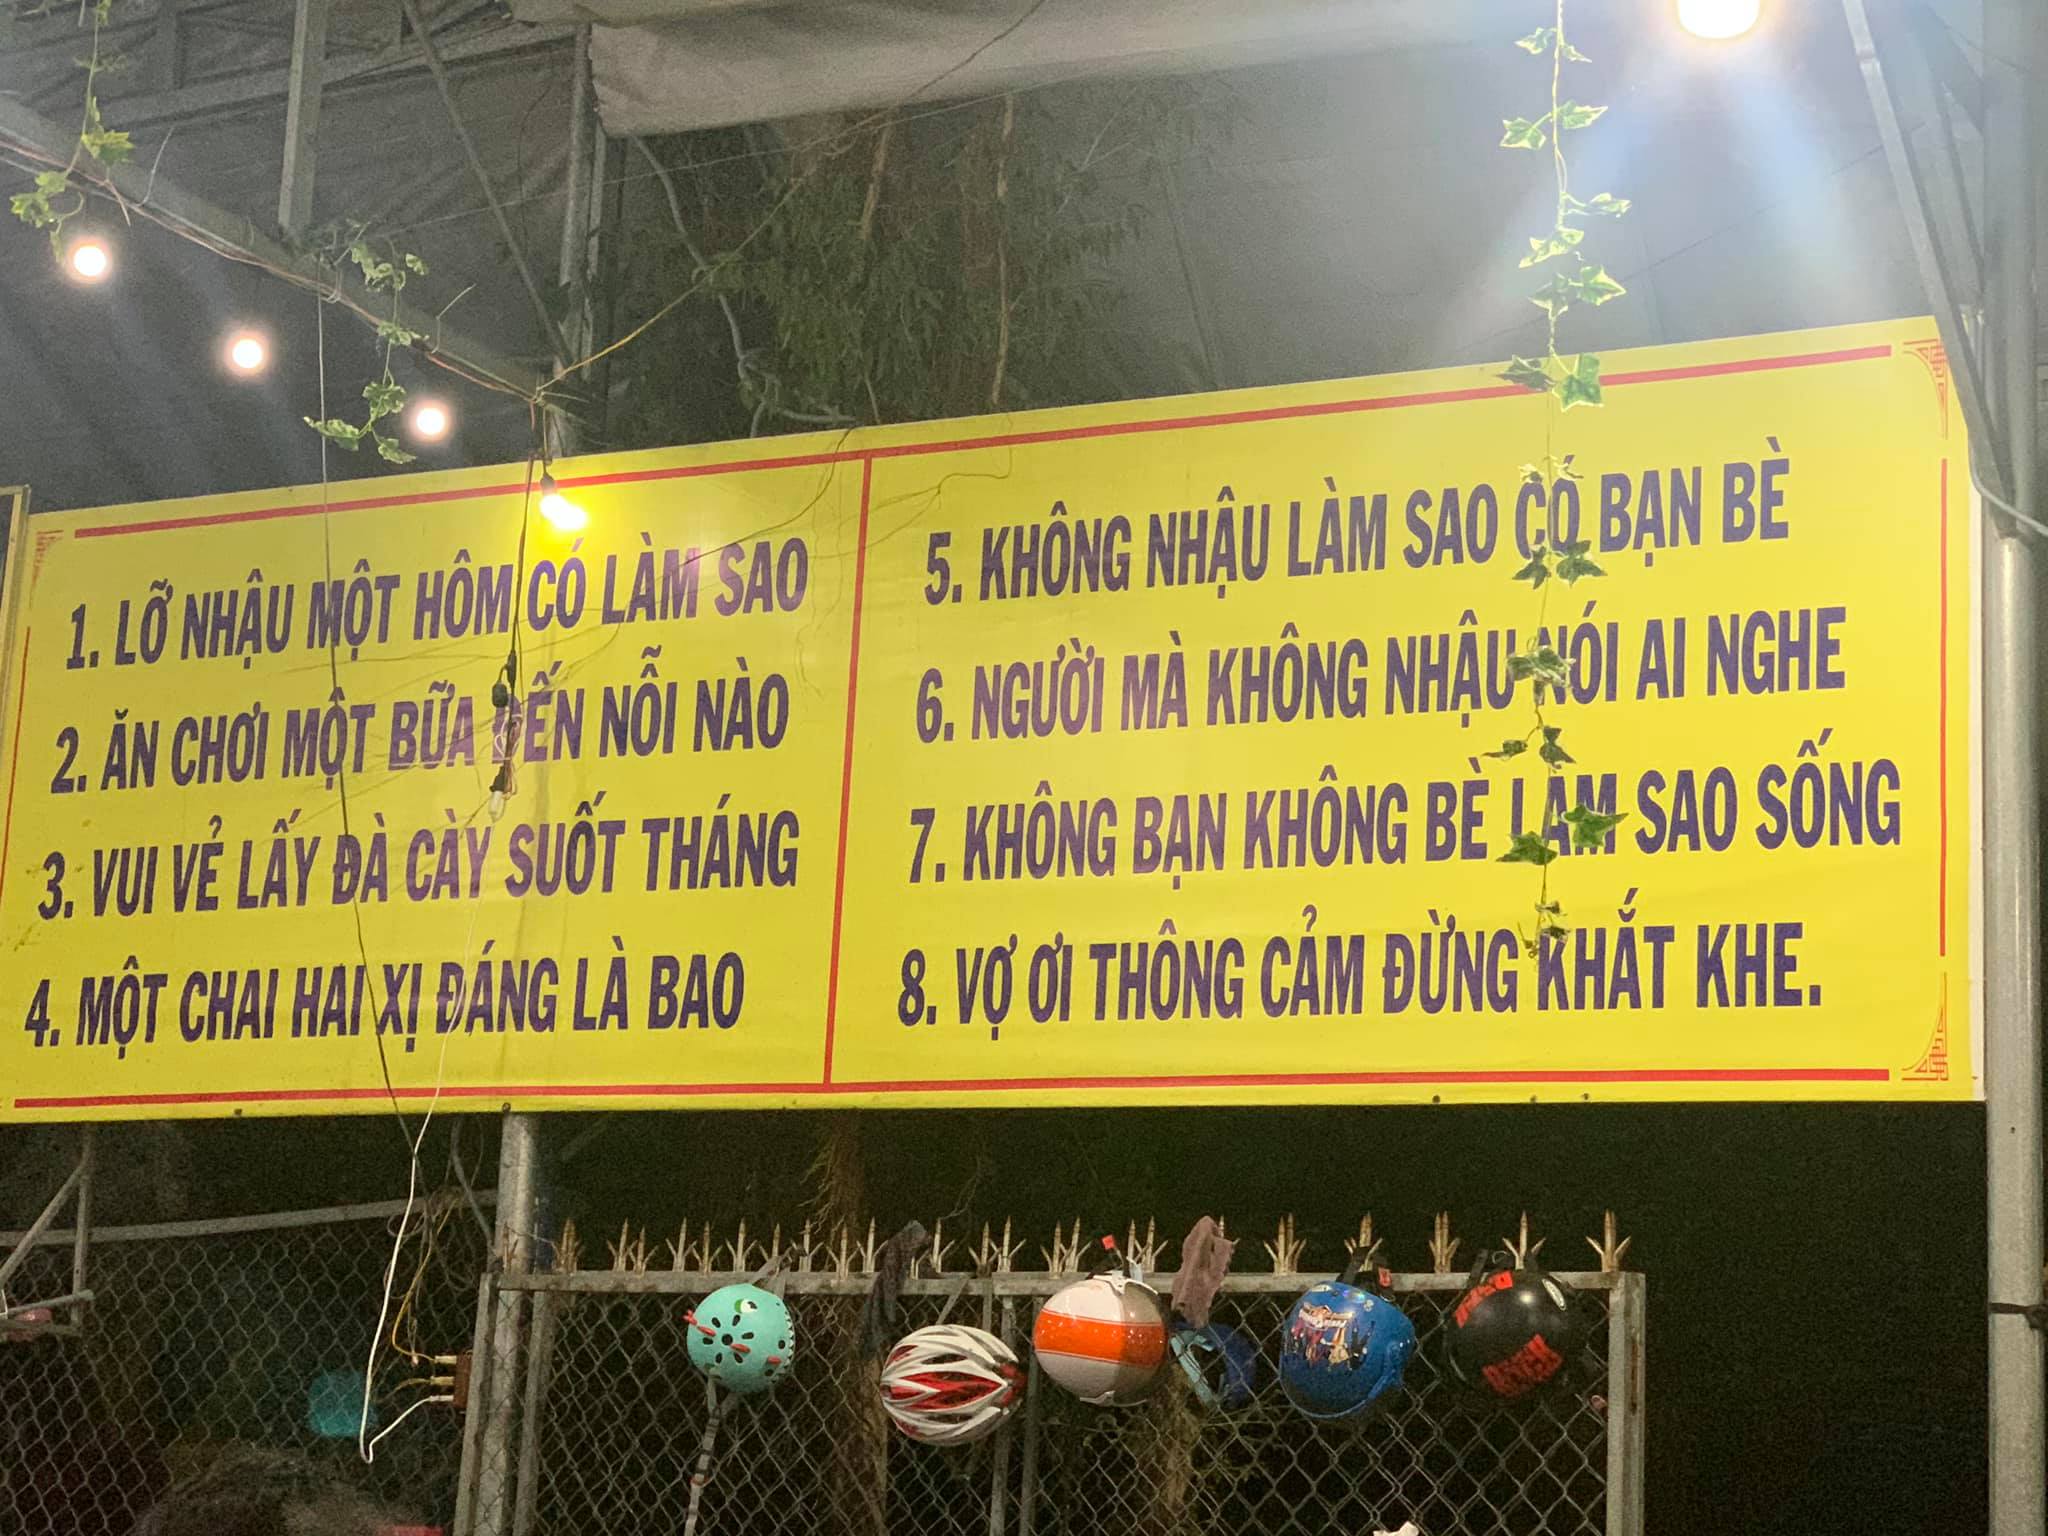 1. LỠ NHẬU MỘT HÔM CÓ LÀM SAO
2. ĂN CHƠI MỘT BỮA ĐẾN NỖI NÀO
3. VUI VẺ LẤY ĐÀ CÀY SUỐT THÁNG
4. MỘT CHAI HAI XỊ ĐÁNG LÀ BAO
5. KHÔNG NHẬU LÀM SAO CÓ BẠN BÈ
6. NGƯỜI MÀ KHÔNG NHẬU NÓI AI NGHE
7. KHÔNG BẠN KHÔNG BÈ LÀM SAO SỐNG
8. VỢ ƠI THÔNG CẢM ĐỪNG KHẮT KHE.